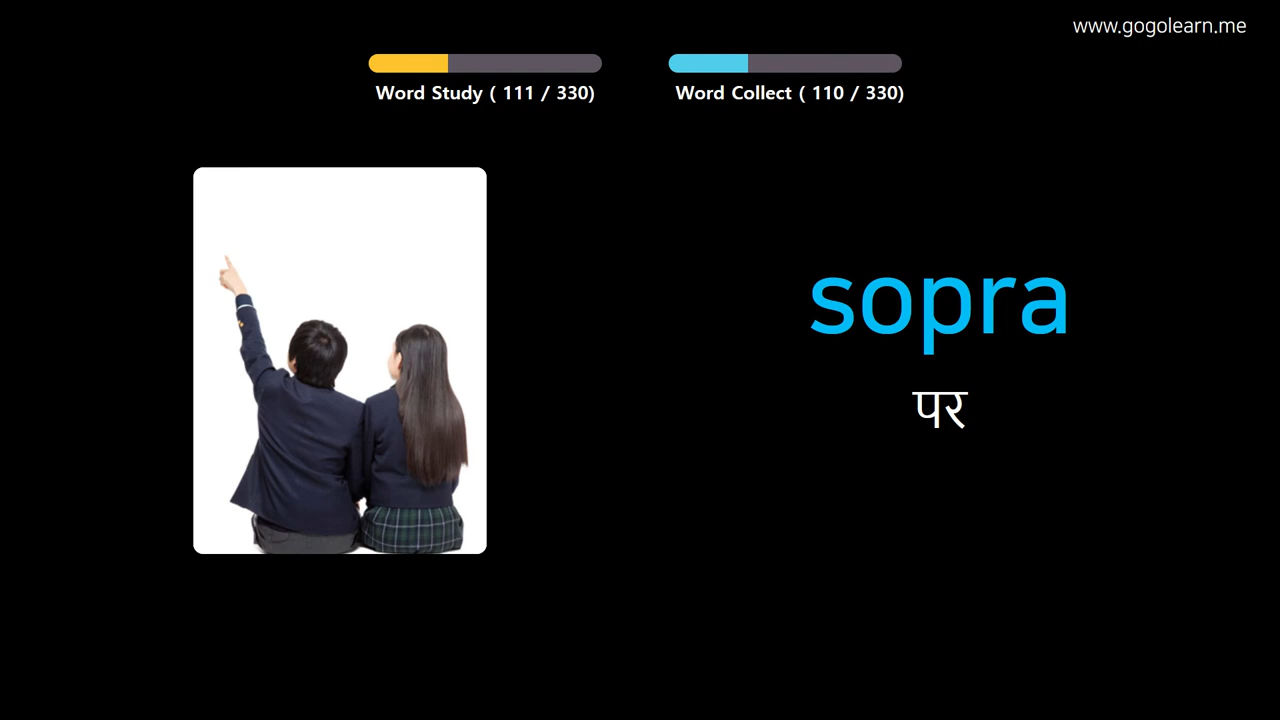 www.gogolearn.me
Word Study ( 111 / 330)
Word Collect ( 110 / 330)
sopra
पर